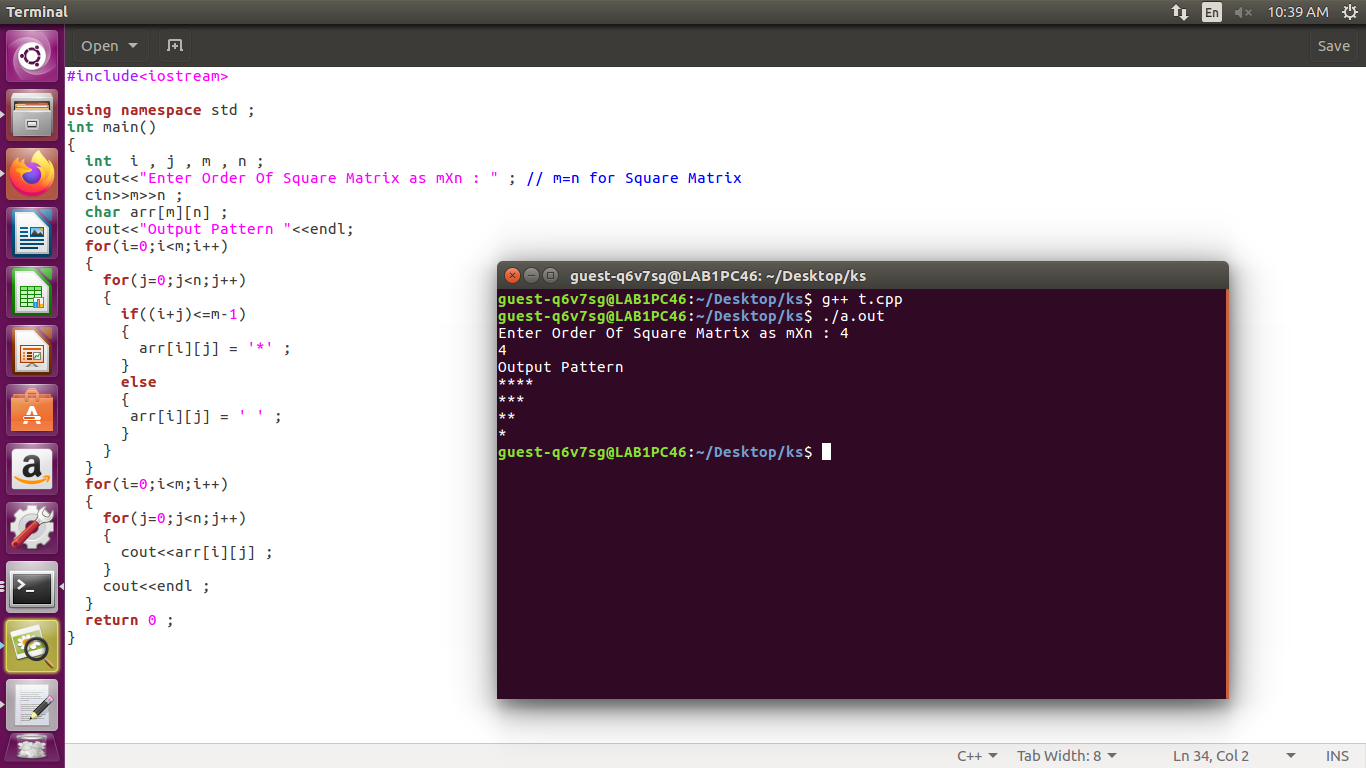 Terminal
En
10:39 AM
Open
Save
#include<iostream>
using namespace std ;
int main()
{
int  i , j , m , n ;
cout<<"Enter Order Of Square Matrix as mXn : " ; // m=n for Square Matrix
cin>>m>>n ;
char arr[m][n] ;
cout<<"Output Pattern "<<endl;
for(i=0;i<m;i++)
{
for(j=0;j<n;j++)
{
if((i+j)<=m-1)
{
arr[i][j] = '*' ;
}
else
{
arr[i][j] = ' ' ;
}
}
}
for(i=0;i<m;i++)
{
for(j=0;j<n;j++)
{
cout<<arr[i][j] ;
}
cout<<endl ;
}
return 0 ;
}
guest-q6v7sg@LAB1PC46: ~/Desktop/ks
guest-q6v7sg@LAB1PC46:~/Desktop/ks$ g++ t.cpp
guest-q6v7sg@LAB1PC46:~/Desktop/ks$ ./a.out
Enter Order Of Square Matrix as mXn : 4
4
Output Pattern
****
***
**
*
guest-q6v7sg@LAB1PC46:~/Desktop/ks$
C++
Tab Width: 8
Ln 34, Col 2
INS